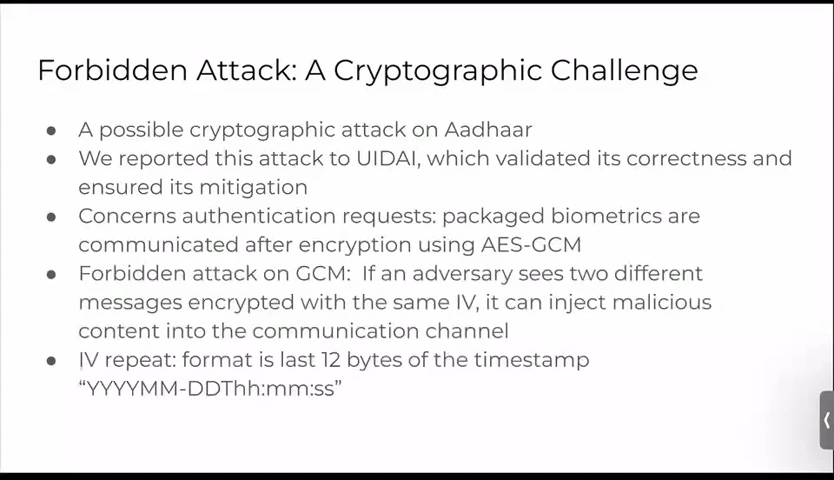 Forbidden Attack: A Cryptographic Challenge
● A possible cryptographic attack on Aadhaar
● We reported this attack to UIDAI, which validated its correctness and
ensured its mitigation
● Concerns authentication requests: packaged biometrics are
communicated after encryption using AES-GCM
● Forbidden attack on GCM: If an adversary sees two different
messages encrypted with the same IV, it can inject malicious
content into the communication channel
● IV repeat: format is last 12 bytes of the timestamp
“YYYYMM-DDThh:mm:ss”